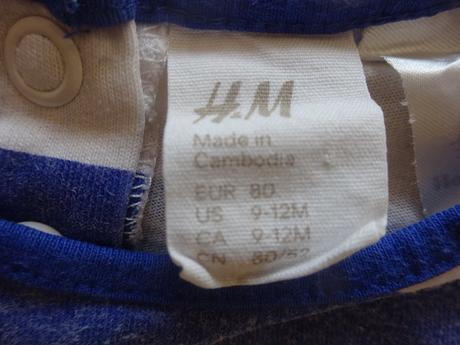 H&M
Made in
Cambodia
EUR 80
US 9-12M
CA 9-12M
CN 80/52